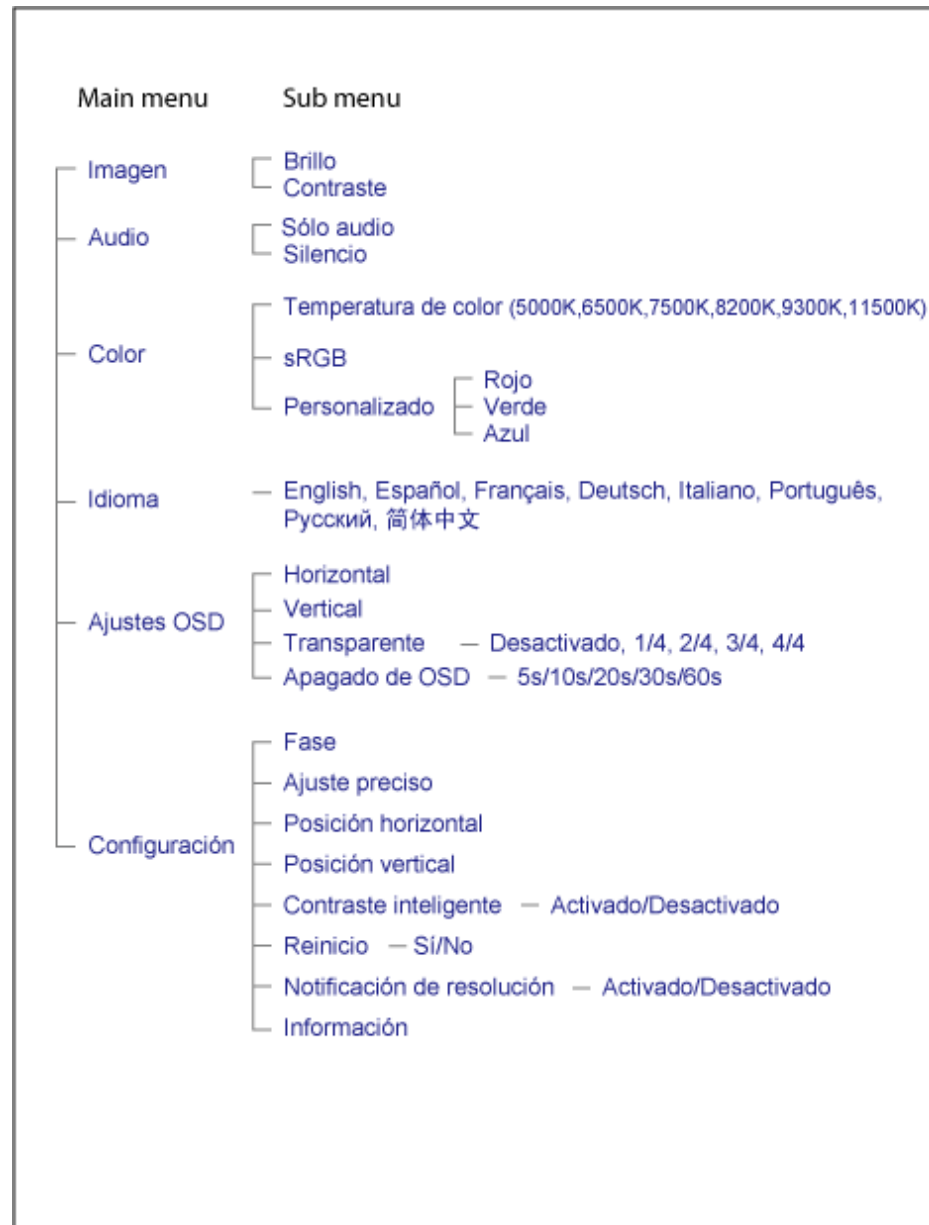 Main menu Sub menu
Imagen Brillo
Contraste
Audio Sólo audio
Silencio
Color Temperatura de color (5000K,6500K,7500K,8200K,9300K,11500K)
sRGB
Personalizado Rojo
Verde
Azul
Idioma — English, Español, Français, Deutsch, Italiano, Português,
Русский, 简体中文
Ajustes OSD Horizontal
Vertical
Transparente — Desactivado, 1/4, 2/4, 3/4, 4/4
Apagado de OSD — 5s/10s/20s/30s/60s
Configuración Fase
Ajuste preciso
Posición horizontal
Posición vertical
Contraste inteligente — Activado/Desactivado
Reinicio — Sí/No
Notificación de resolución — Activado/Desactivado
Información